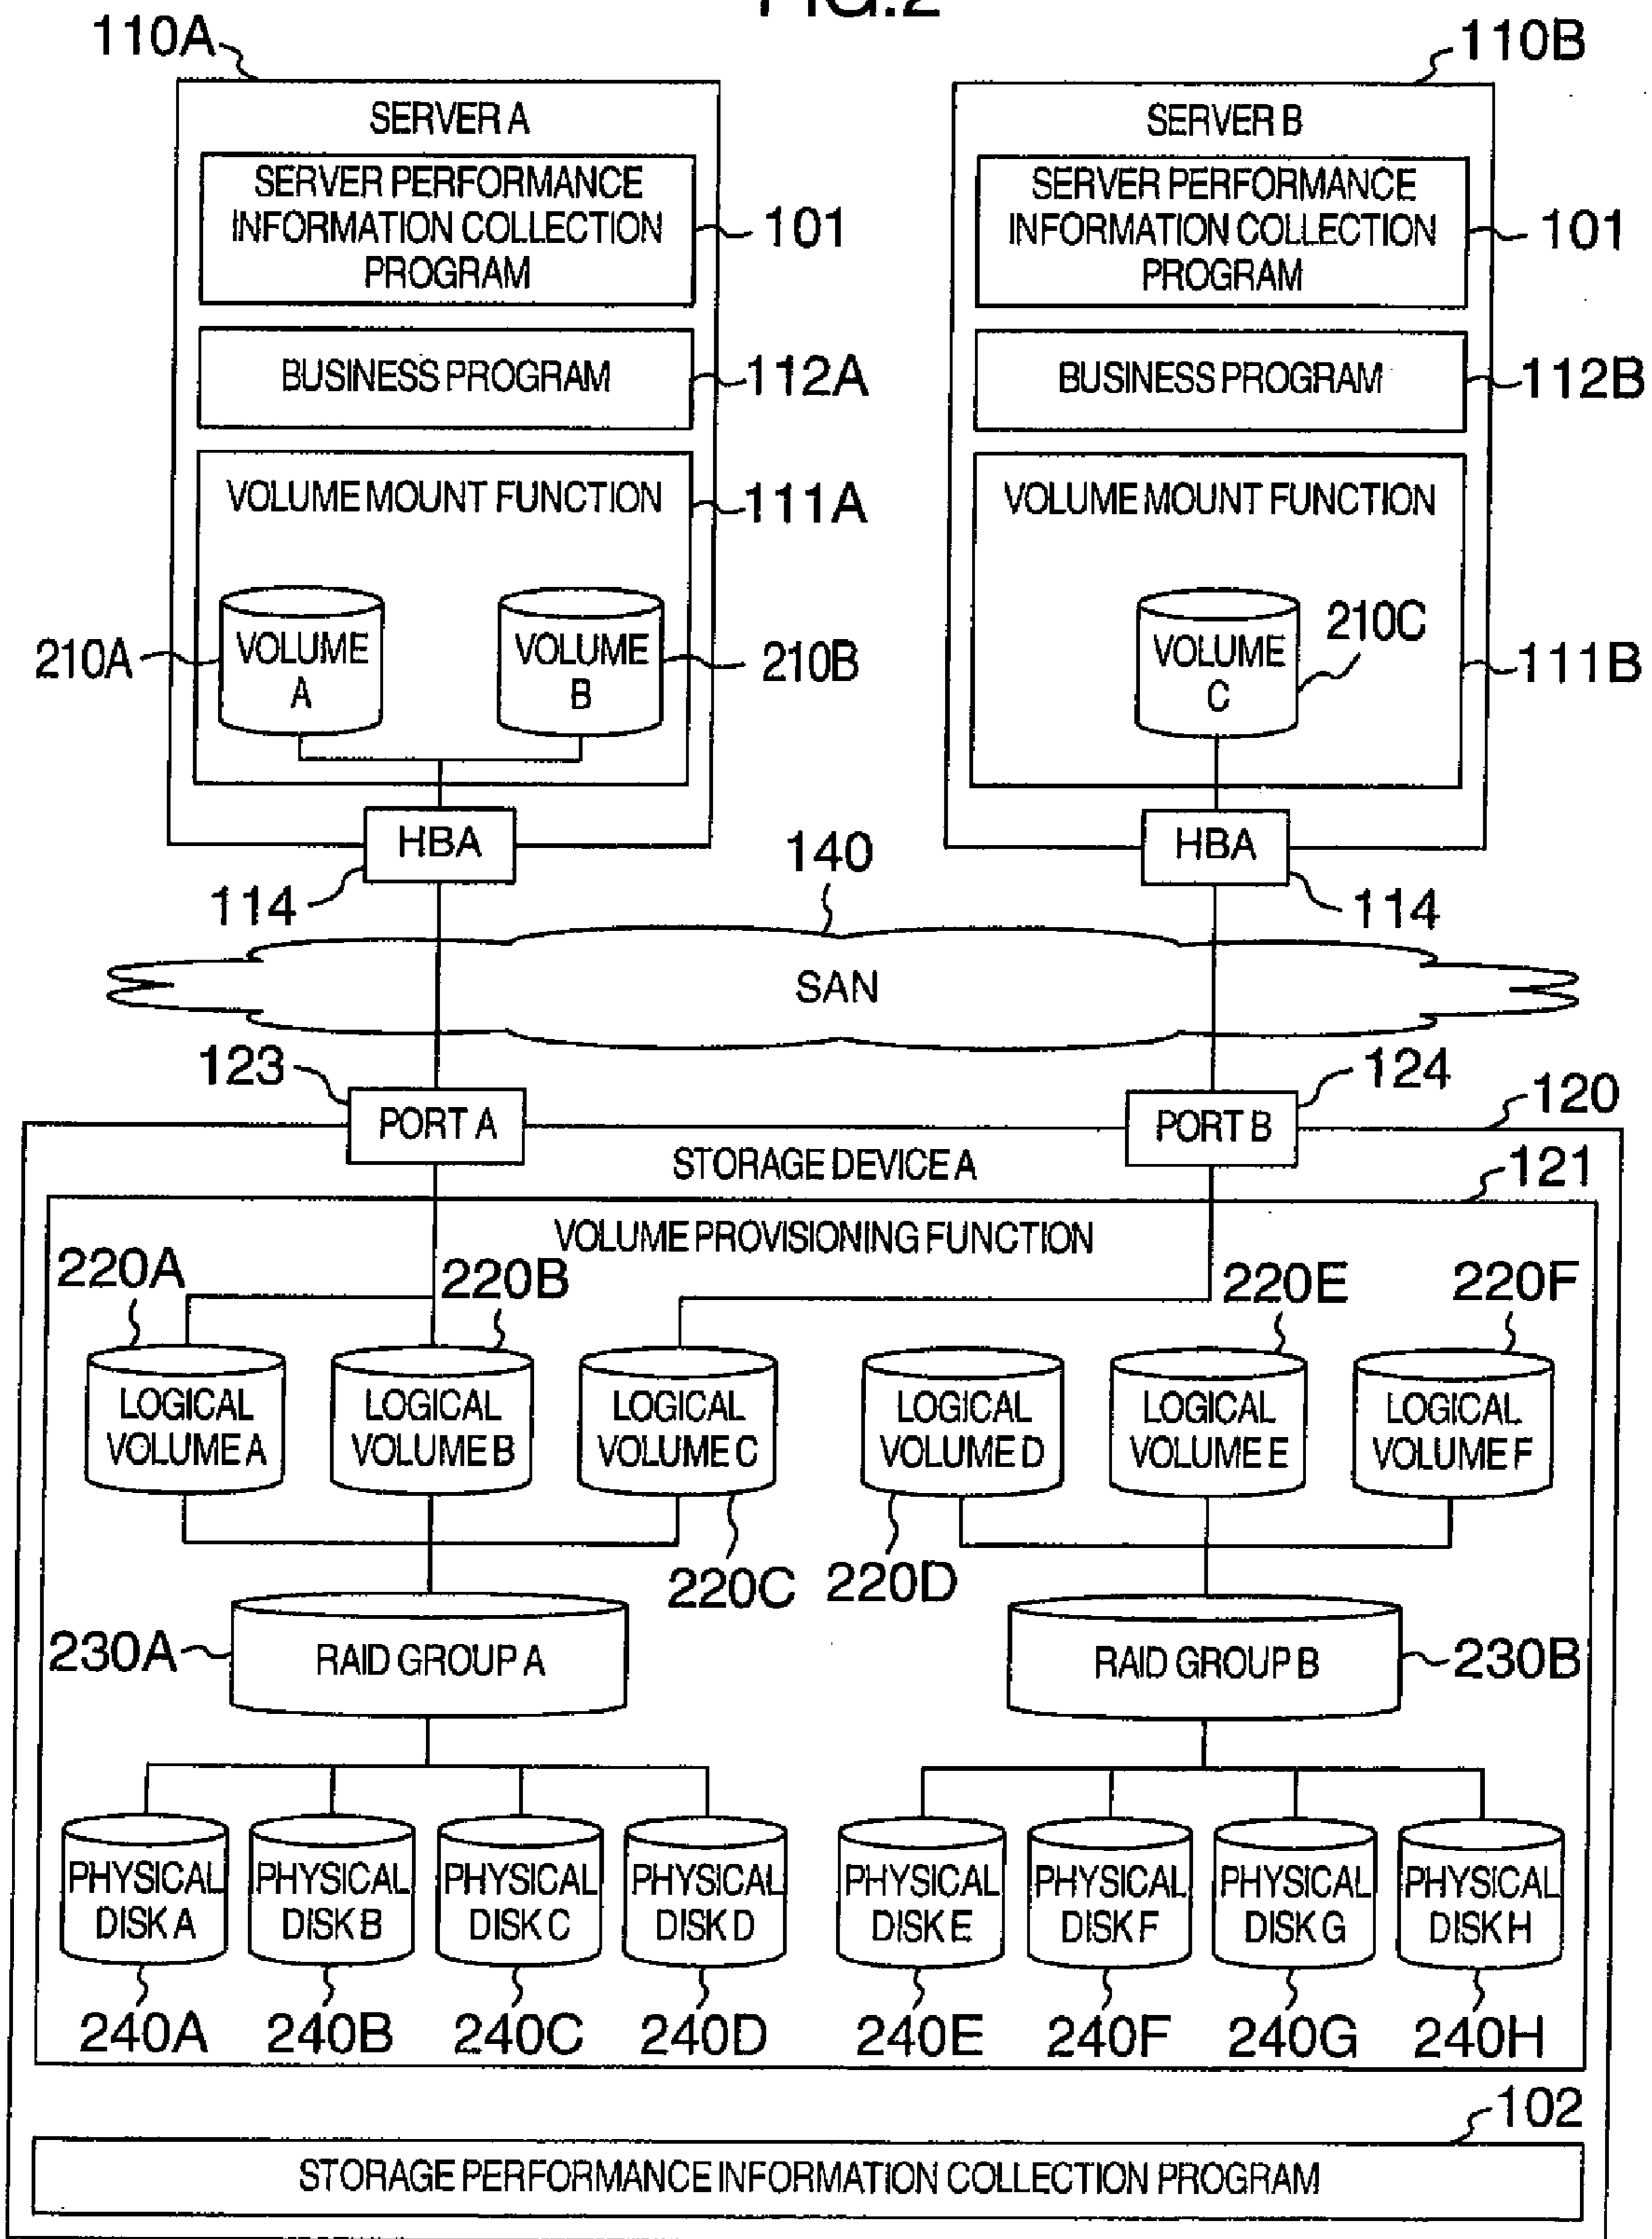 FIG.2
110A
110B
SERVER A
SERVER PERFORMANCE
INFORMATION COLLECTION
PROGRAM
101
BUSINESS PROGRAM
112A
VOLUME MOUNT FUNCTION
111A
VOLUME
A
210A
VOLUME
B
210B
HBA
114
SERVER B
SERVER PERFORMANCE
INFORMATION COLLECTION
PROGRAM
101
BUSINESS PROGRAM
112B
VOLUME MOUNT FUNCTION
VOLUME
C
210C
111B
HBA
114
140
SAN
123
PORT A
124
PORT B
120
STORAGE DEVICE A
121
VOLUME PROVISIONING FUNCTION
220A
220B
220E
220F
LOGICAL
VOLUME A
LOGICAL
VOLUME B
LOGICAL
VOLUME C
LOGICAL
VOLUME D
LOGICAL
VOLUME E
LOGICAL
VOLUME F
220C
220D
230A
RAID GROUP A
RAID GROUP B
230B
PHYSICAL
DISK A
PHYSICAL
DISK B
PHYSICAL
DISK C
PHYSICAL
DISK D
PHYSICAL
DISK E
PHYSICAL
DISK F
PHYSICAL
DISK G
PHYSICAL
DISK H
240A
240B
240C
240D
240E
240F
240G
240H
102
STORAGE PERFORMANCE INFORMATION COLLECTION PROGRAM